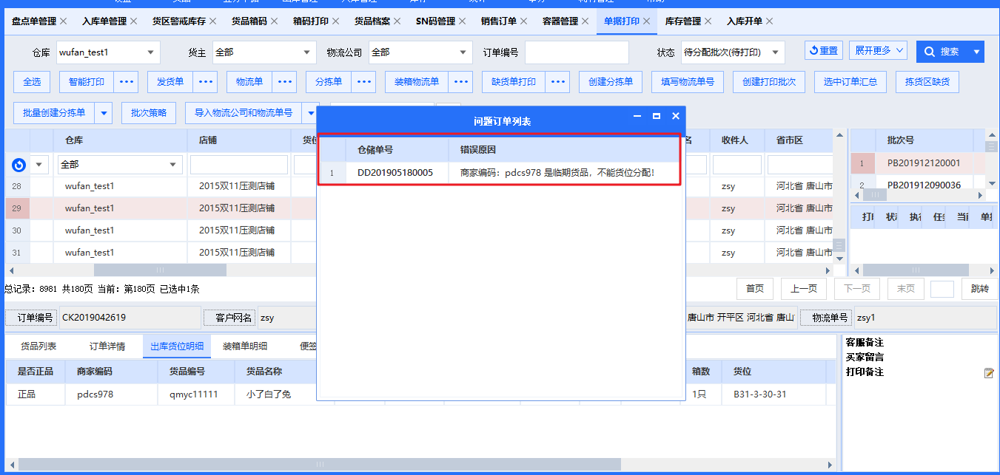 盘点单管理 入库单管理 货区警戒库存 货品箱码 箱码打印 货品档案 SN码管理 销售订单 容器管理 单据打印 库存管理 入库开单
仓库 wufan_test1 货主 全部 物流公司 全部 订单编号 状态 待分配批次(待打印) 重置 展开更多 搜索
全选 智能打印 ••• 发货单 ••• 物流单 ••• 分拣单 ••• 装箱物流单 ••• 缺货单打印 ••• 创建分拣单 填写物流单号 创建打印批次 选中订单汇总 拣货区缺货
批量创建分拣单 批次策略 导入物流公司和物流单号
问题订单列表
仓储单号 错误原因
1 DD201905180005 商家编码：pdcs978 是临期货品，不能货位分配！
仓库 店铺 货位 名 收件人 省市区 批次号
全部
1 PB201912120001
28 wufan_test1 2015双11压测店铺 zsy 河北省 唐山市
2 PB201912090036
29 wufan_test1 2015双11压测店铺 zsy 河北省 唐山市
打印 状态 执行 任务 当前 单据
30 wufan_test1 2015双11压测店铺 zsy 河北省 唐山市
31 wufan_test1 2015双11压测店铺 zsy 河北省 唐山市
总记录：8981 共180页 当前：第180页 已选中1条
首页 上一页 下一页 末页 跳转
订单编号 CK2019042619 客户网名 zsy 唐山市 开平区 河北省 唐山 物流单号 zsy1
货品列表 订单详情 出库货位明细 装箱单明细 便签
客服备注
买家留言
打印备注
是否正品 商家编码 货品编号 货品名称 箱数 货位
正品 pdcs978 qmyc11111 小了白了兔 1只 B31-3-30-31